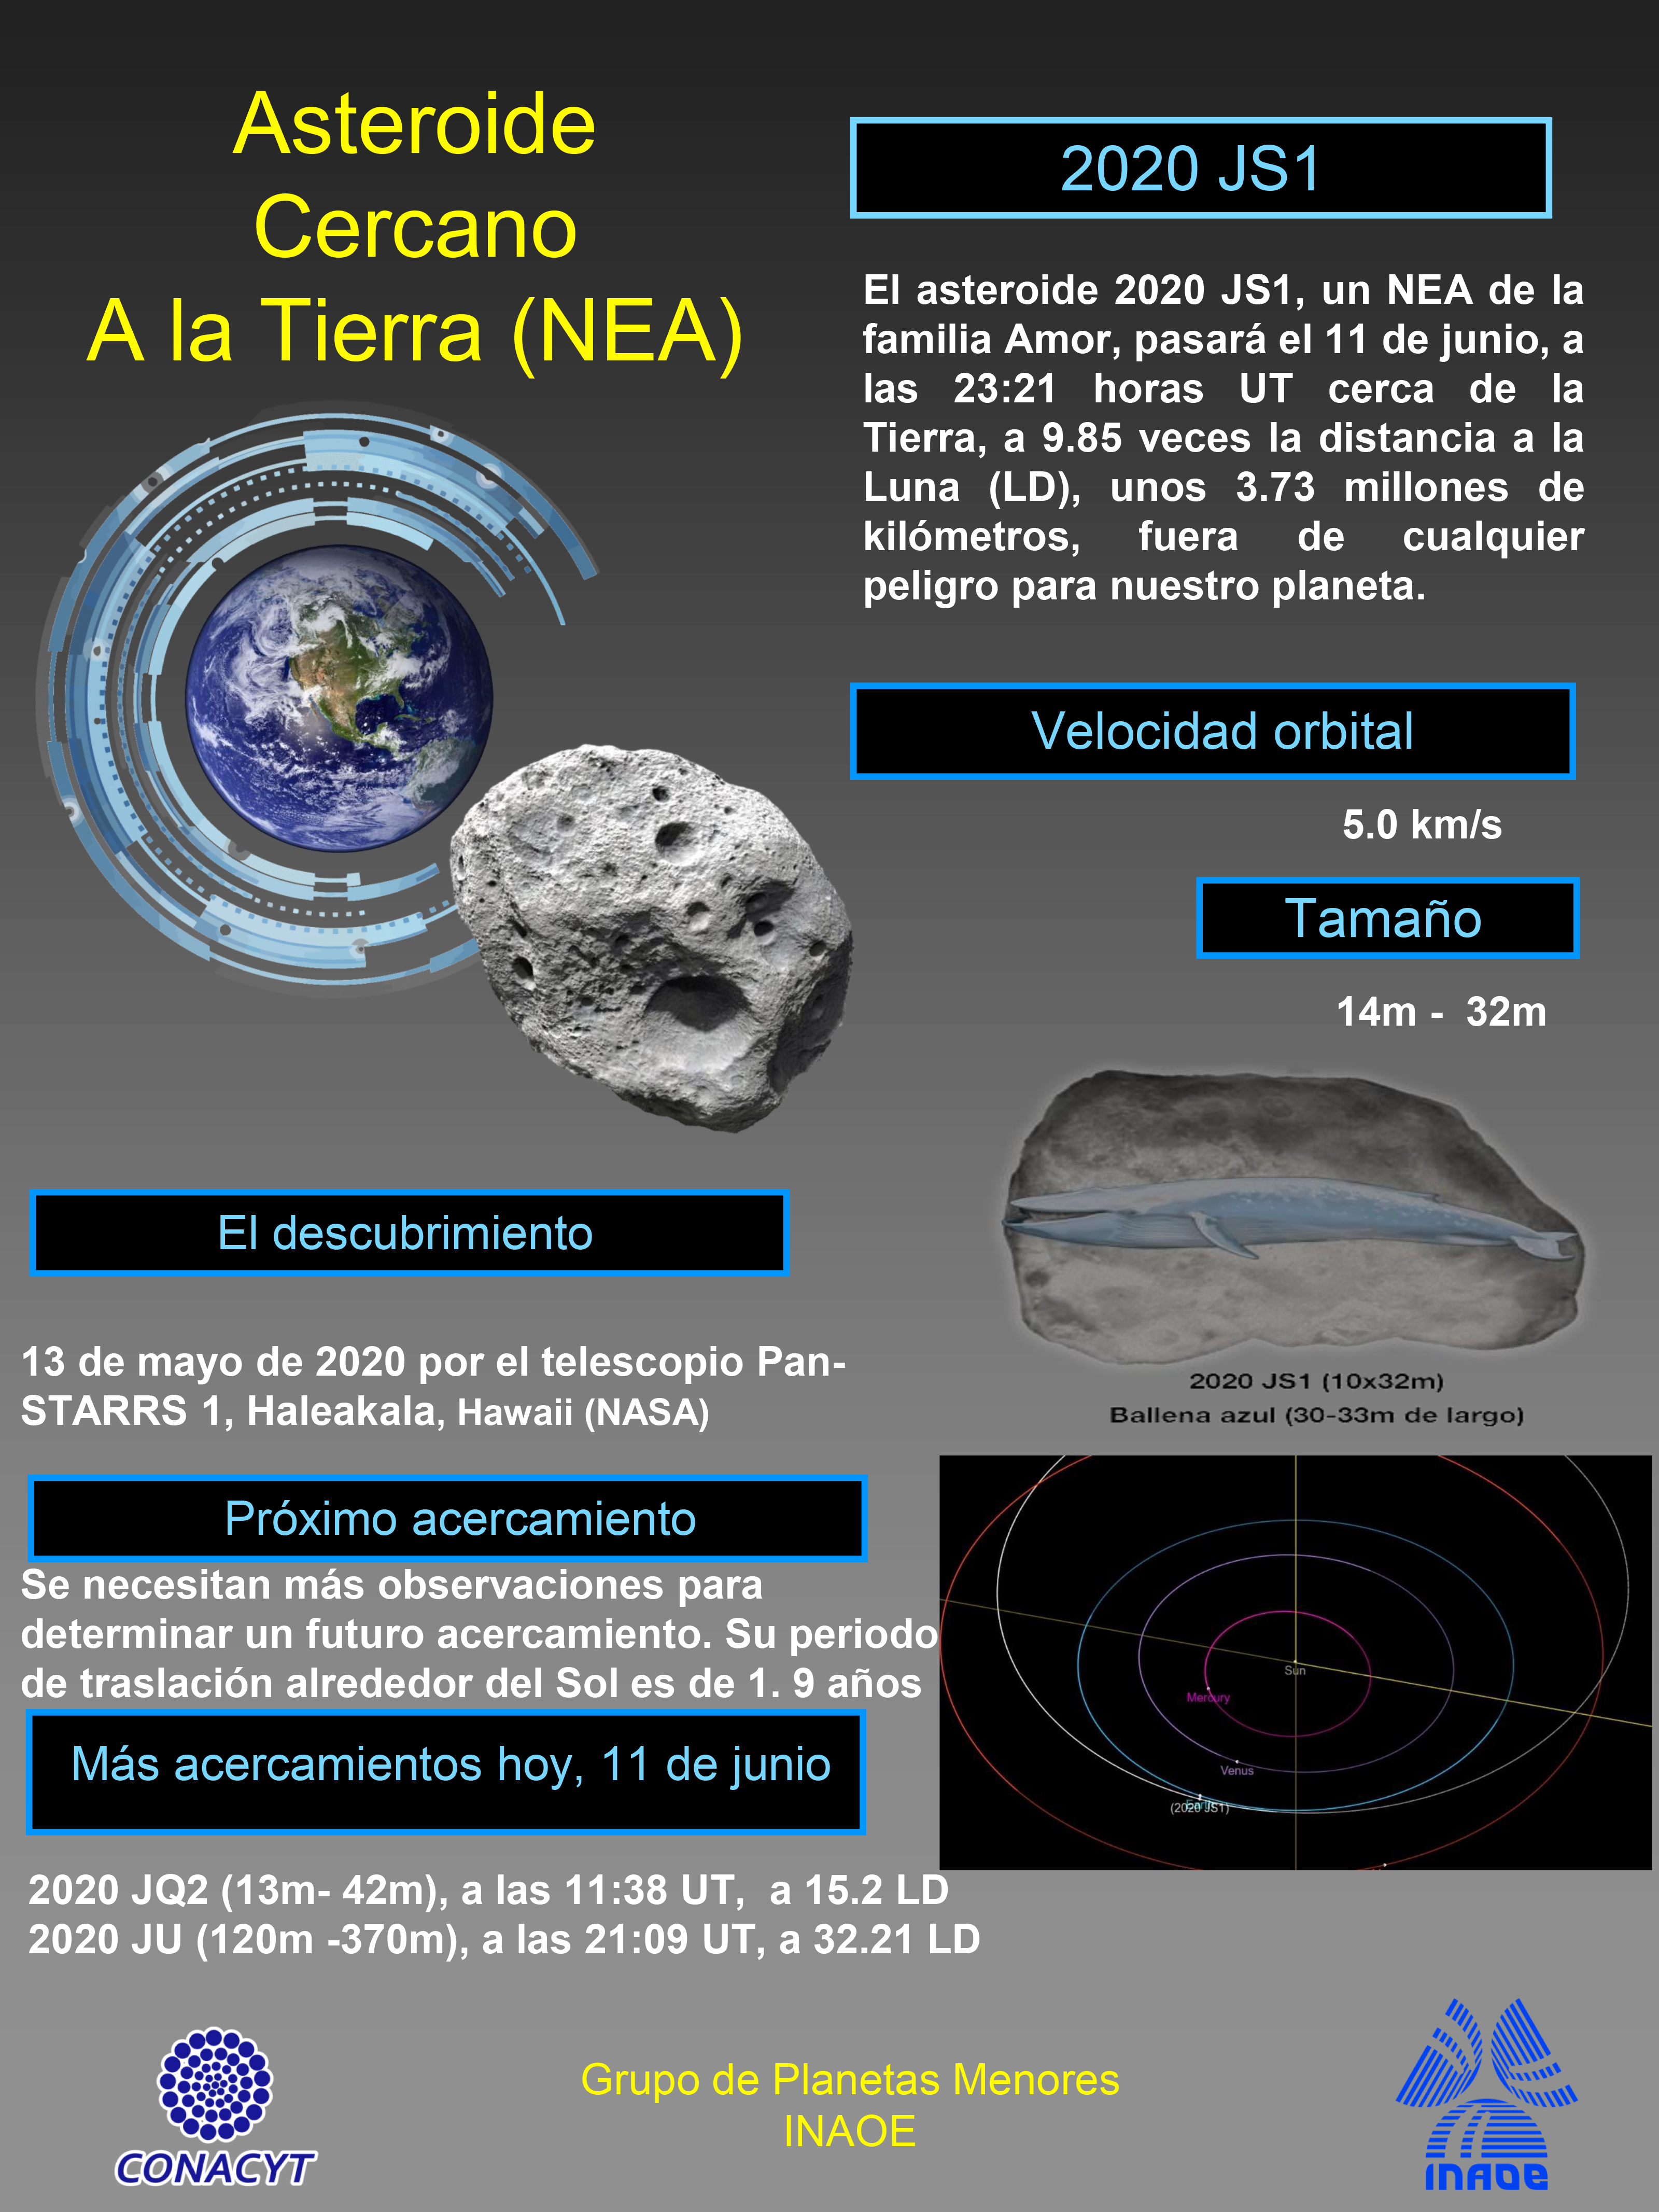 Asteroide
Cercano
A la Tierra (NEA)
2020 JS1
El asteroide 2020 JS1, un NEA de la
familia Amor, pasará el 11 de junio, a
las 23:21 horas UT cerca de la
Tierra, a 9.85 veces la distancia a la
Luna (LD), unos 3.73 millones de
kilómetros, fuera de cualquier
peligro para nuestro planeta.
Velocidad orbital
5.0 km/s
Tamaño
14m - 32m
2020 JS1 (10x32m)
Ballena azul (30-33m de largo)
El descubrimiento
13 de mayo de 2020 por el telescopio Pan-
STARRS 1, Haleakala, Hawaii (NASA)
Próximo acercamiento
Se necesitan más observaciones para
determinar un futuro acercamiento. Su periodo
de traslación alrededor del Sol es de 1. 9 años
Sun
Mercury
Venus
Earth
(2020 JS1)
Más acercamientos hoy, 11 de junio
2020 JQ2 (13m- 42m), a las 11:38 UT, a 15.2 LD
2020 JU (120m -370m), a las 21:09 UT, a 32.21 LD
CONACYT
Grupo de Planetas Menores
INAOE
INAOE